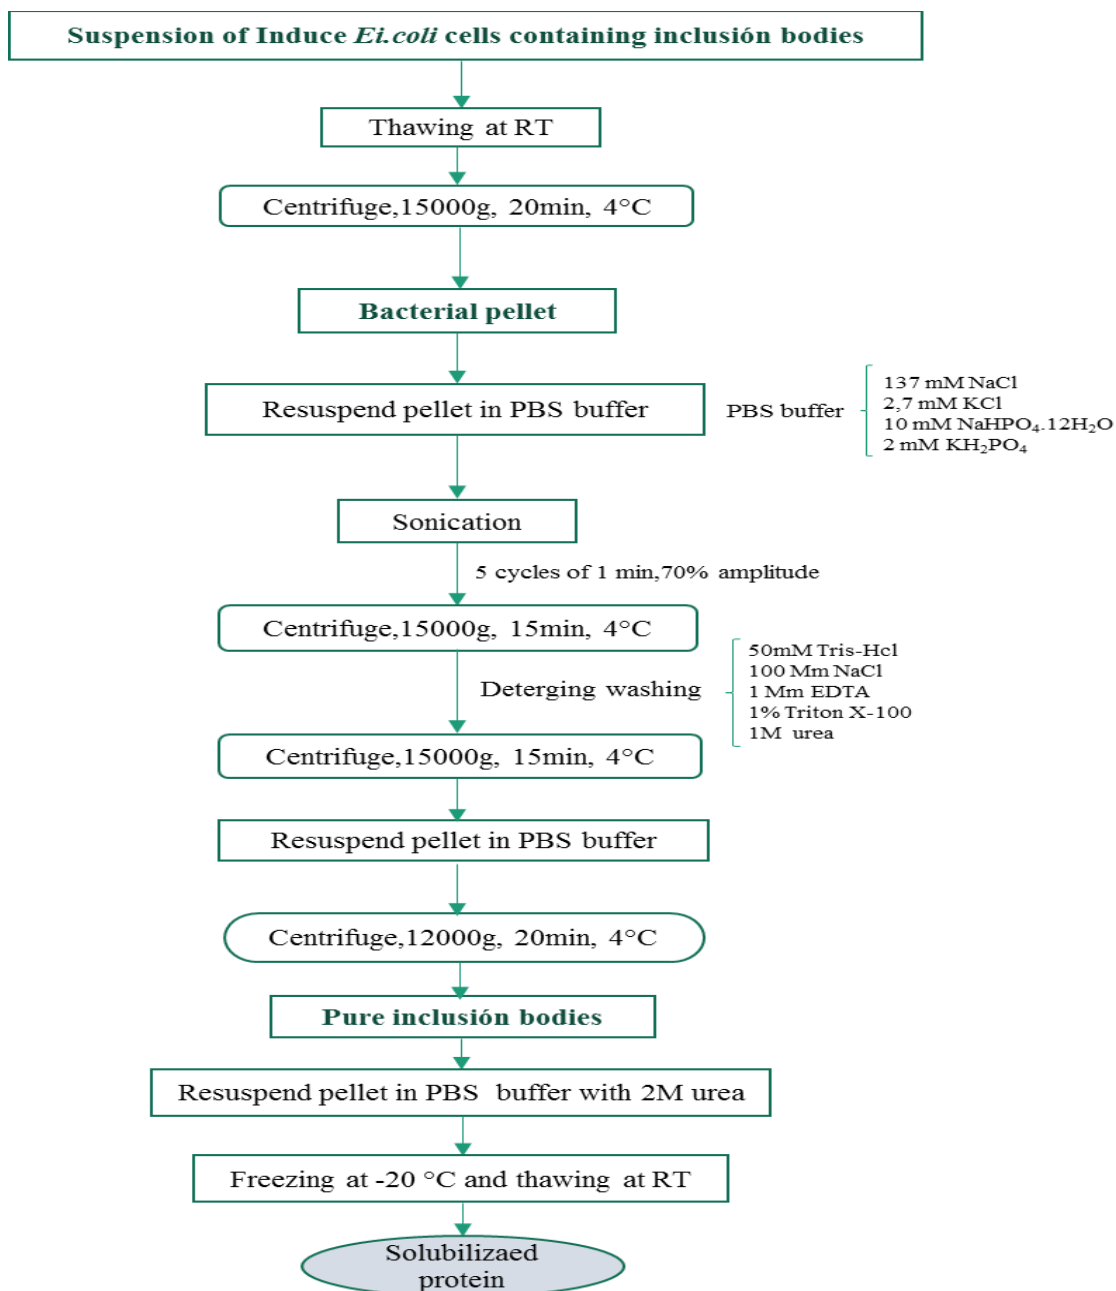 Suspension of Induce Ei.coli cells containing inclusión bodies
Thawing at RT
Centrifuge,15000g, 20min, 4°C
Bacterial pellet
Resuspend pellet in PBS buffer
PBS buffer
137 mM NaCl
2,7 mM KCl
10 mM NaHPO₄.12H₂O
2 mM KH₂PO₄
Sonication
5 cycles of 1 min,70% amplitude
Centrifuge,15000g, 15min, 4°C
Deterging washing
50mM Tris-Hcl
100 Mm NaCl
1 Mm EDTA
1% Triton X-100
1M urea
Centrifuge,15000g, 15min, 4°C
Resuspend pellet in PBS buffer
Centrifuge,12000g, 20min, 4°C
Pure inclusión bodies
Resuspend pellet in PBS buffer with 2M urea
Freezing at -20 °C and thawing at RT
Solubilizaed
protein